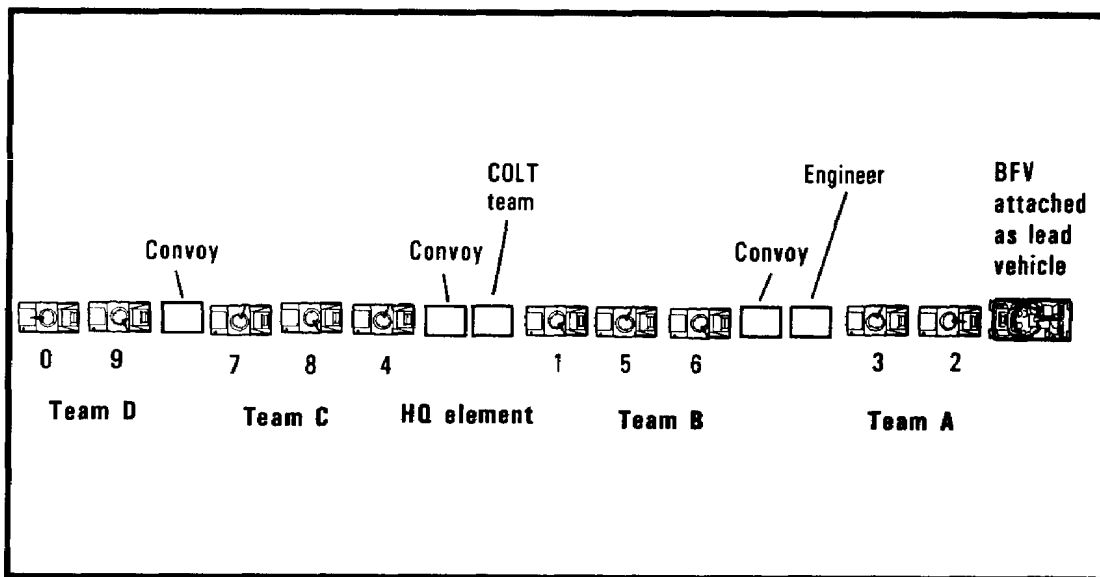 COLT
team
Engineer
BFV
attached
as lead
vehicle
Convoy
Convoy
Convoy
0 9 7 8 4 1 5 6 3 2
Team D Team C HQ element Team B Team A